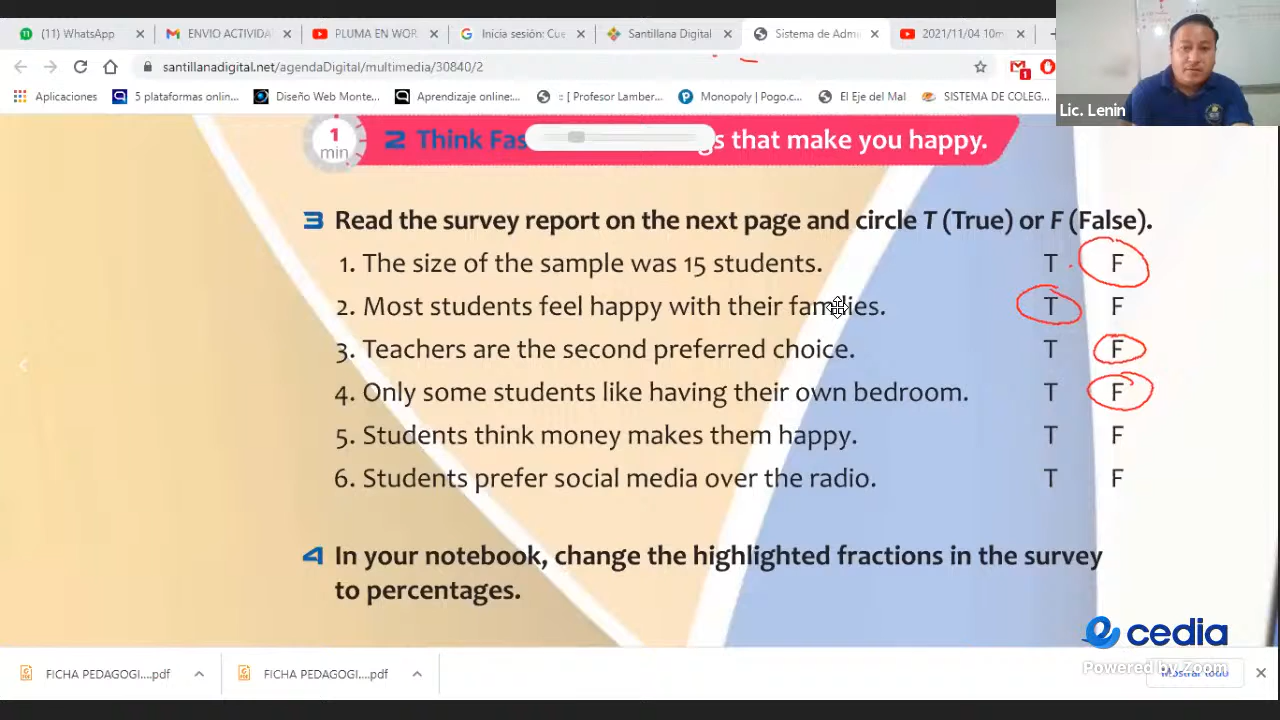 (11) WhatsApp
ENVIO ACTIVIDA
PLUMA EN WOR
Inicia sesión: Cue
Santillana Digital
Sistema de Admi
2021/11/04 10m
santillanadigital.net/agendaDigital/multimedia/30840/2
1
Lic. Lenin
Aplicaciones
5 plataformas onlin...
Diseño Web Monte...
Aprendizaje online:...
:: [ Profesor Lamber...
Monopoly | Pogo.c...
El Eje del Mal
SISTEMA DE COLEG...
1
min
2 Think Fas
gs that make you happy.
3 Read the survey report on the next page and circle T (True) or F (False).
1. The size of the sample was 15 students. T F
2. Most students feel happy with their families. T F
3. Teachers are the second preferred choice. T F
4. Only some students like having their own bedroom. T F
5. Students think money makes them happy. T F
6. Students prefer social media over the radio. T F
4 In your notebook, change the highlighted fractions in the survey
to percentages.
cedia
Powered by Zoom
FICHA PEDAGOGI....pdf
FICHA PEDAGOGI....pdf
Mostrar todo